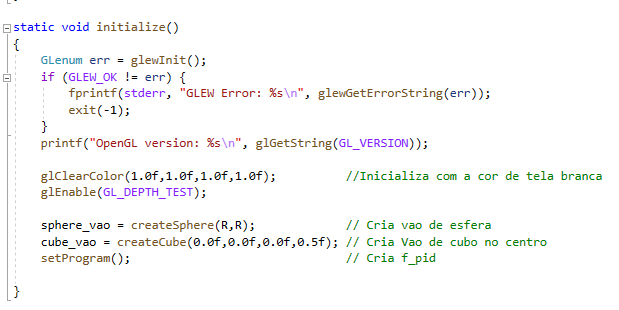 static void initialize()
{
GLenum err = glewInit();
if (GLEW_OK != err) {
fprintf(stderr, "GLEW Error: %s\n", glewGetErrorString(err));
exit(-1);
}
printf("OpenGL version: %s\n", glGetString(GL_VERSION));
glClearColor(1.0f,1.0f,1.0f,1.0f); //Inicializa com a cor de tela branca
glEnable(GL_DEPTH_TEST);
sphere_vao = createSphere(R,R); // Cria vao de esfera
cube_vao = createCube(0.0f,0.0f,0.0f,0.5f); // Cria Vao de cubo no centro
setProgram(); // Cria f_pid
}